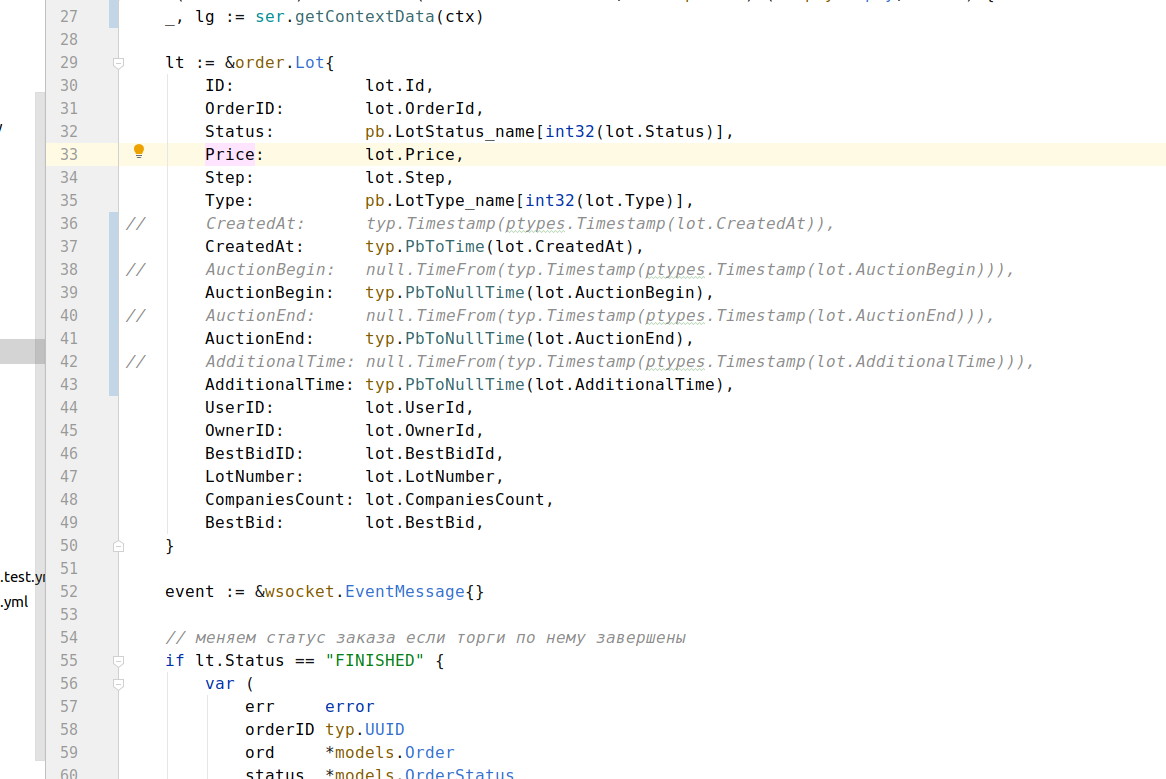 27 _, lg := ser.getContextData(ctx)
28
29 lt := &order.Lot{
30 ID: lot.Id,
31 OrderID: lot.OrderId,
32 Status: pb.LotStatus_name[int32(lot.Status)],
33 Price: lot.Price,
34 Step: lot.Step,
35 Type: pb.LotType_name[int32(lot.Type)],
36 // CreatedAt: typ.Timestamp(ptypes.Timestamp(lot.CreatedAt)),
37 CreatedAt: typ.PbToTime(lot.CreatedAt),
38 // AuctionBegin: null.TimeFrom(typ.Timestamp(ptypes.Timestamp(lot.AuctionBegin))),
39 AuctionBegin: typ.PbToNullTime(lot.AuctionBegin),
40 // AuctionEnd: null.TimeFrom(typ.Timestamp(ptypes.Timestamp(lot.AuctionEnd))),
41 AuctionEnd: typ.PbToNullTime(lot.AuctionEnd),
42 // AdditionalTime: null.TimeFrom(typ.Timestamp(ptypes.Timestamp(lot.AdditionalTime))),
43 AdditionalTime: typ.PbToNullTime(lot.AdditionalTime),
44 UserID: lot.UserId,
45 OwnerID: lot.OwnerId,
46 BestBidID: lot.BestBidId,
47 LotNumber: lot.LotNumber,
48 CompaniesCount: lot.CompaniesCount,
49 BestBid: lot.BestBid,
50 }
51
.test.y
52 event := &wsocket.EventMessage{}
.yml
53
54 // меняем статус заказа если торги по нему завершены
55 if lt.Status == "FINISHED" {
56 var (
57 err error
58 orderID typ.UUID
59 ord *models.Order
60 status *models.OrderStatus